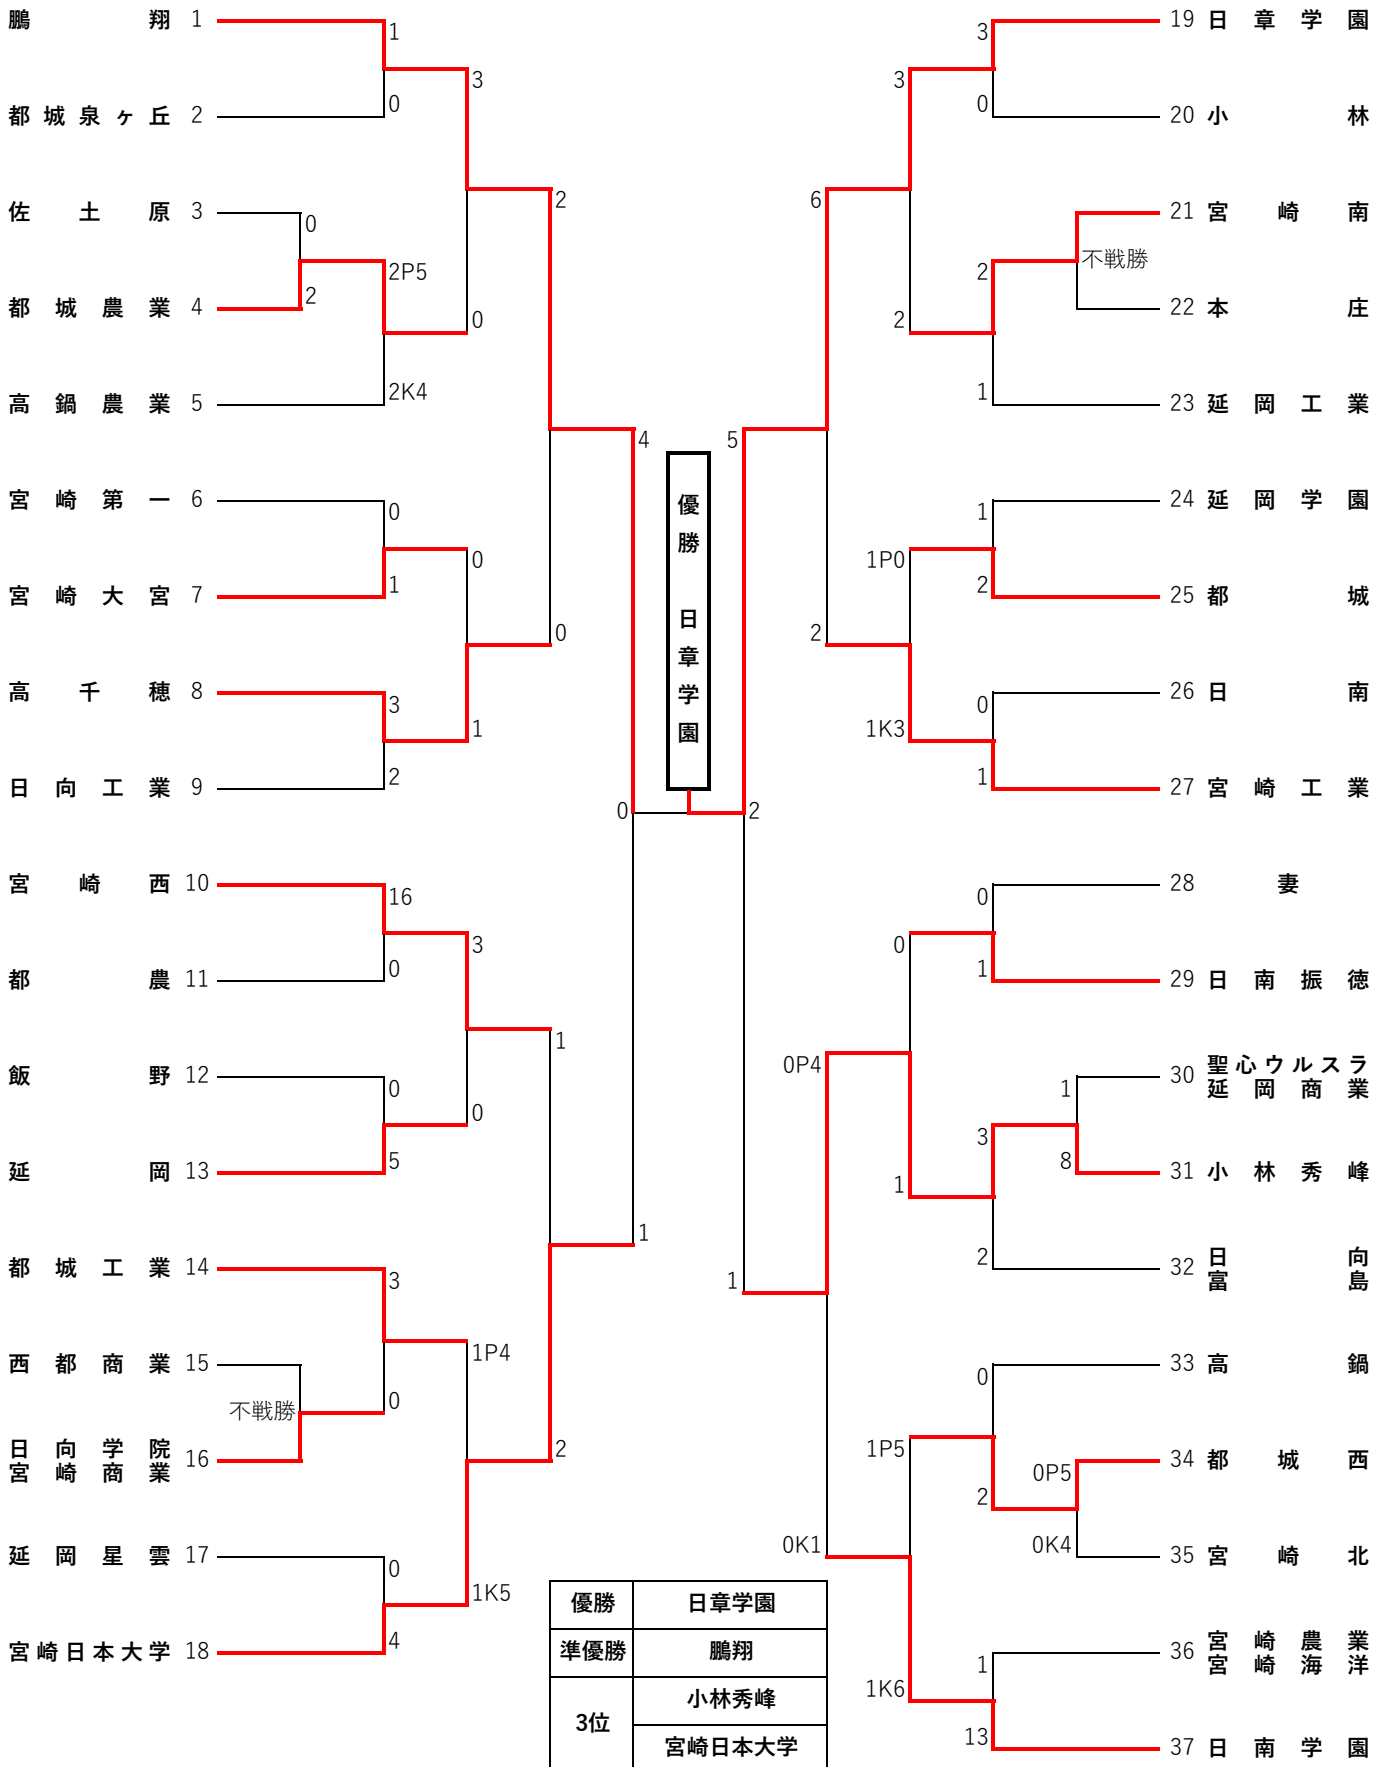 鵬翔 1
都城泉ヶ丘 2
佐土原 3
都城農業 4
高鍋農業 5
宮崎第一 6
宮崎大宮 7
高千穂 8
日向工業 9
宮崎西 10
都農 11
飯野 12
延岡 13
都城工業 14
西都商業 15
日向学院
宮崎商業 16
延岡星雲 17
宮崎日本大学 18
1
0
0
2
2P5
2K4
0
1
3
2
16
0
0
5
3
不戦勝
0
0
4
3
0
0
1
3
0
1P4
1K5
2
0
1
2
4
1
0
優勝 日章学園
2
5
1
6
2
0P4
0K1
3
2
1P0
1K3
0
1
1P5
1K6
3
0
2
不戦勝
1
1
2
0
1
0
1
1
8
3
2
0
0P5
0K4
2
1
13
19 日章学園
20 小林
21 宮崎南
22 本庄
23 延岡工業
24 延岡学園
25 都城
26 日南
27 宮崎工業
28 妻
29 日南振徳
30 聖心ウルスラ
延岡商業
31 小林秀峰
32 日向
富島
33 高鍋
34 都城西
35 宮崎北
36 宮崎農業
宮崎海洋
37 日南学園
優勝 日章学園
準優勝 鵬翔
3位 小林秀峰
宮崎日本大学